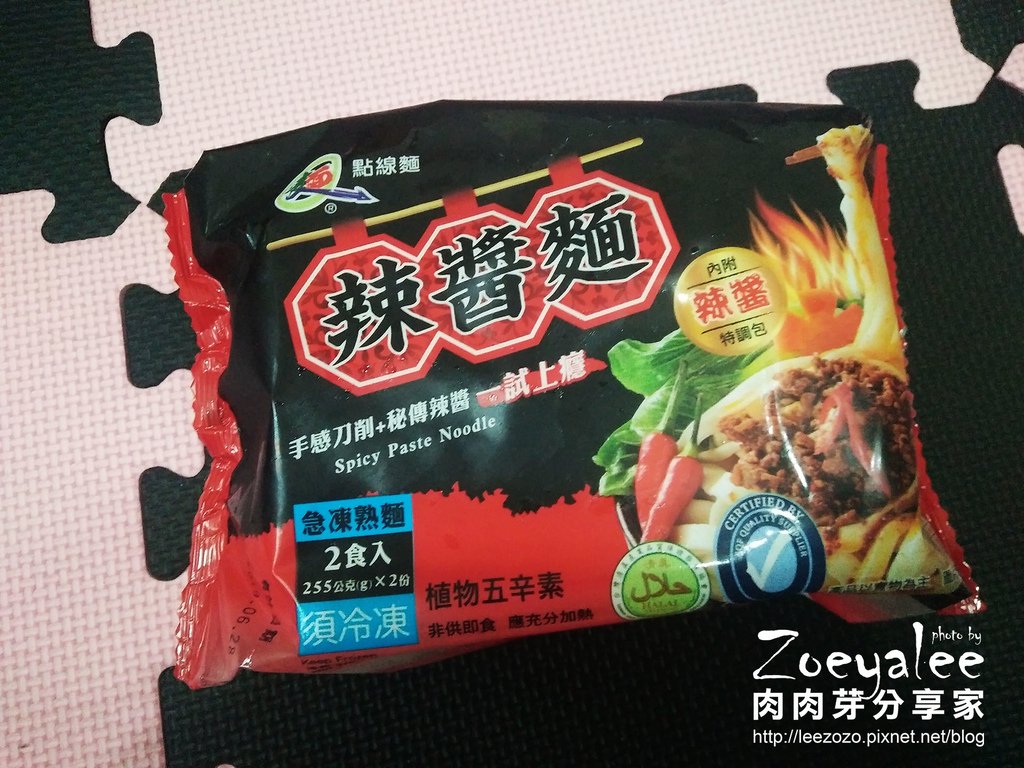 點線麵
®
辣醬麵
內附
辣醬
特調包
手感刀削+秘傳辣醬 一試上癮
Spicy Paste Noodle
急凍熟麵
2食入
255公克(g)×2份
須冷凍
植物五辛素
非供即食 應充分加熱
Keep Frozen
CERTIFIED BY
SQF QUALITY SUPPLIER
حلال
HALAL
photo by
Zoeyalee
肉肉芽分享家
http://leezozo.pixnet.net/blog